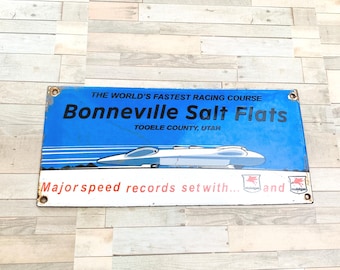 THE WORLD'S FASTEST RACING COURSE
Bonneville Salt Flats
TOOELE COUNTY, UTAH
Major speed records set with... and